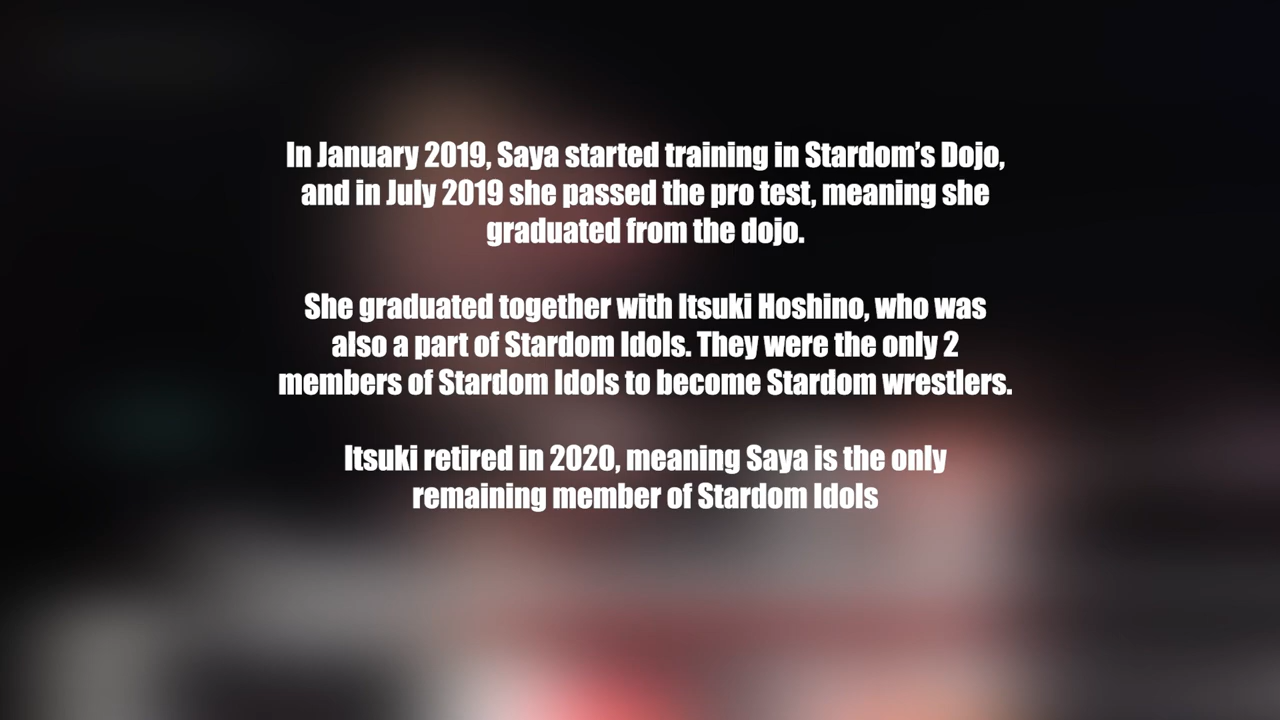 In January 2019, Saya started training in Stardom’s Dojo,
and in July 2019 she passed the pro test, meaning she
graduated from the dojo.
She graduated together with Itsuki Hoshino, who was
also a part of Stardom Idols. They were the only 2
members of Stardom Idols to become Stardom wrestlers.
Itsuki retired in 2020, meaning Saya is the only
remaining member of Stardom Idols